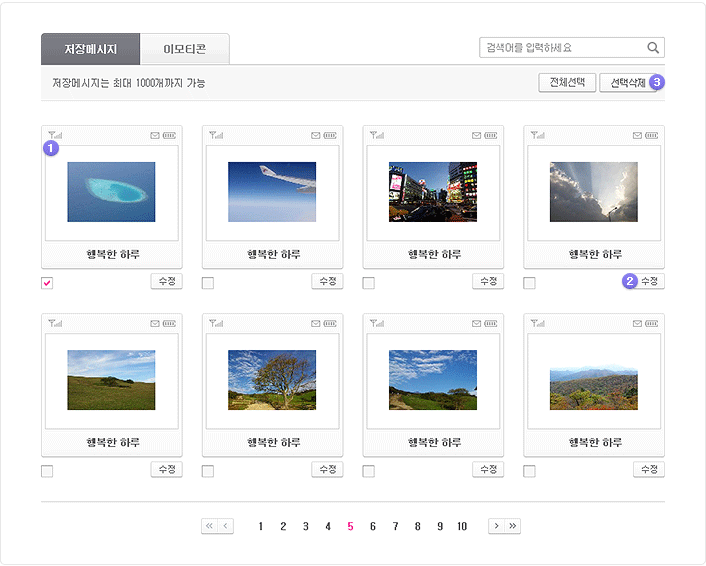 저장메시지
이모티콘
검색어를 입력하세요
저장메시지는 최대 1000개까지 가능
전체선택
선택삭제
3
1
행복한 하루
행복한 하루
행복한 하루
행복한 하루
수정
수정
수정
2 수정
행복한 하루
행복한 하루
행복한 하루
행복한 하루
수정
수정
수정
수정
« ‹ 1 2 3 4 5 6 7 8 9 10 › »